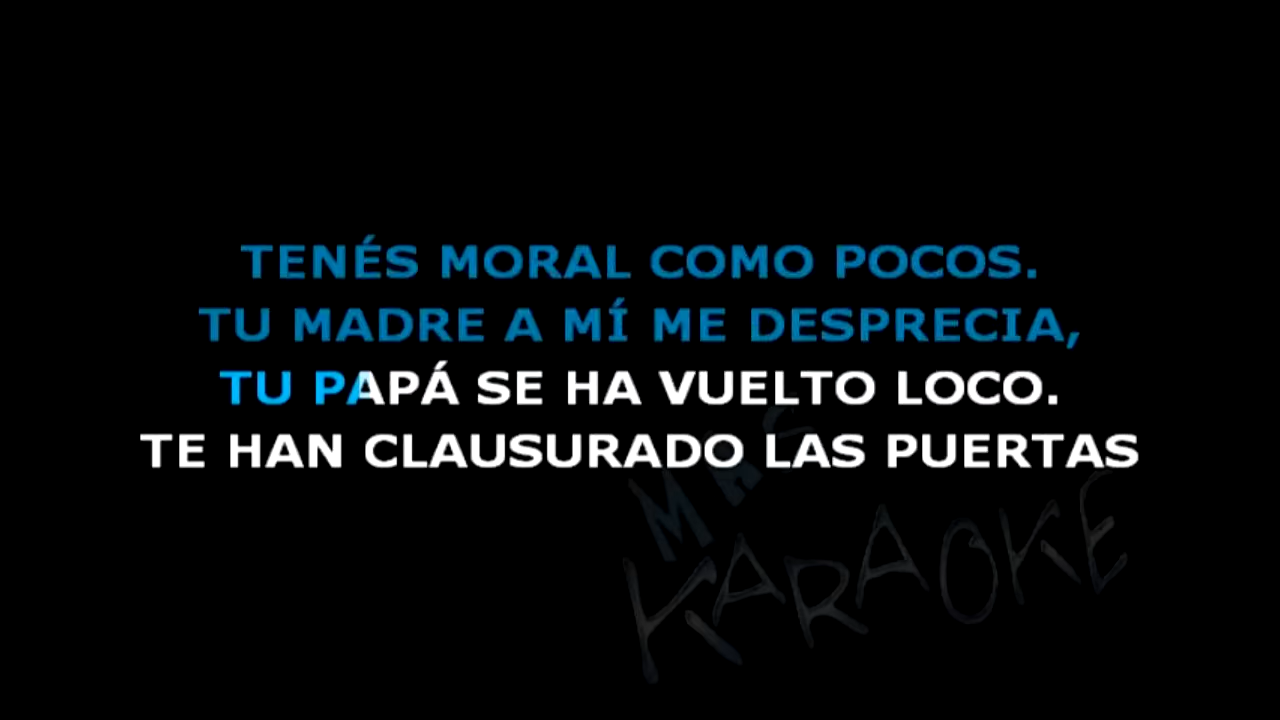 TENÉS MORAL COMO POCOS.
TU MADRE A MÍ ME DESPRECIA,
TU PAPÁ SE HA VUELTO LOCO.
TE HAN CLAUSURADO LAS PUERTAS
MAS
KARAOKE